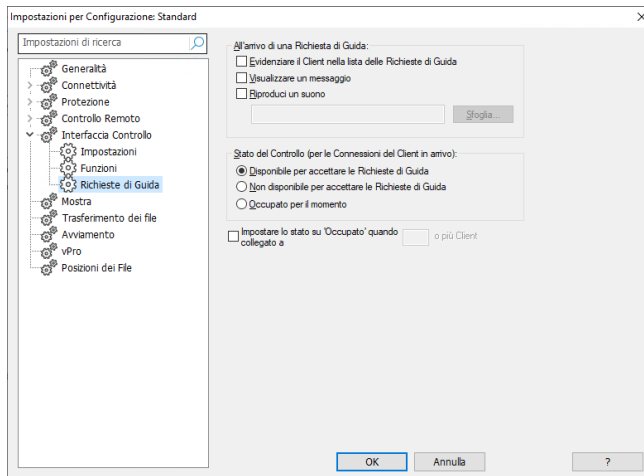 Impostazioni per Configurazione: Standard
Impostazioni di ricerca
Generalità
Connettività
Protezione
Controllo Remoto
Interfaccia Controllo
Impostazioni
Funzioni
Richieste di Guida
Mostra
Trasferimento dei file
Avviamento
vPro
Posizioni dei File
All'arrivo di una Richiesta di Guida:
Evidenziare il Client nella lista delle Richieste di Guida
Visualizzare un messaggio
Riproduci un suono
Sfoglia...
Stato del Controllo (per le Connessioni del Client in arrivo):
Disponibile per accettare le Richieste di Guida
Non disponibile per accettare le Richieste di Guida
Occupato per il momento
Impostare lo stato su 'Occupato' quando
collegato a
o più Client
OK
Annulla
?